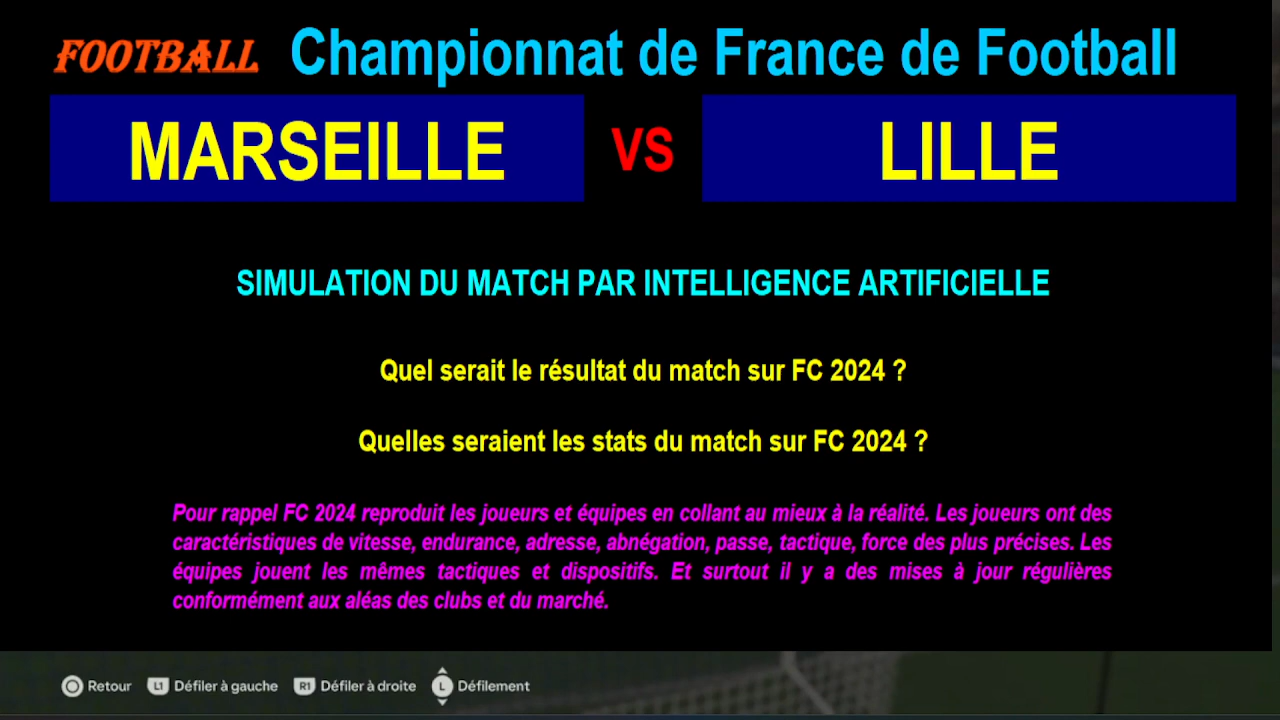 FOOTBALL Championnat de France de Football
MARSEILLE VS LILLE
SIMULATION DU MATCH PAR INTELLIGENCE ARTIFICIELLE
Quel serait le résultat du match sur FC 2024 ?
Quelles seraient les stats du match sur FC 2024 ?
Pour rappel FC 2024 reproduit les joueurs et équipes en collant au mieux à la réalité. Les joueurs ont des
caractéristiques de vitesse, endurance, adresse, abnégation, passe, tactique, force des plus précises. Les
équipes jouent les mêmes tactiques et dispositifs. Et surtout il y a des mises à jour régulières
conformément aux aléas des clubs et du marché.
Retour L1 Défiler à gauche R1 Défiler à droite L Défilement